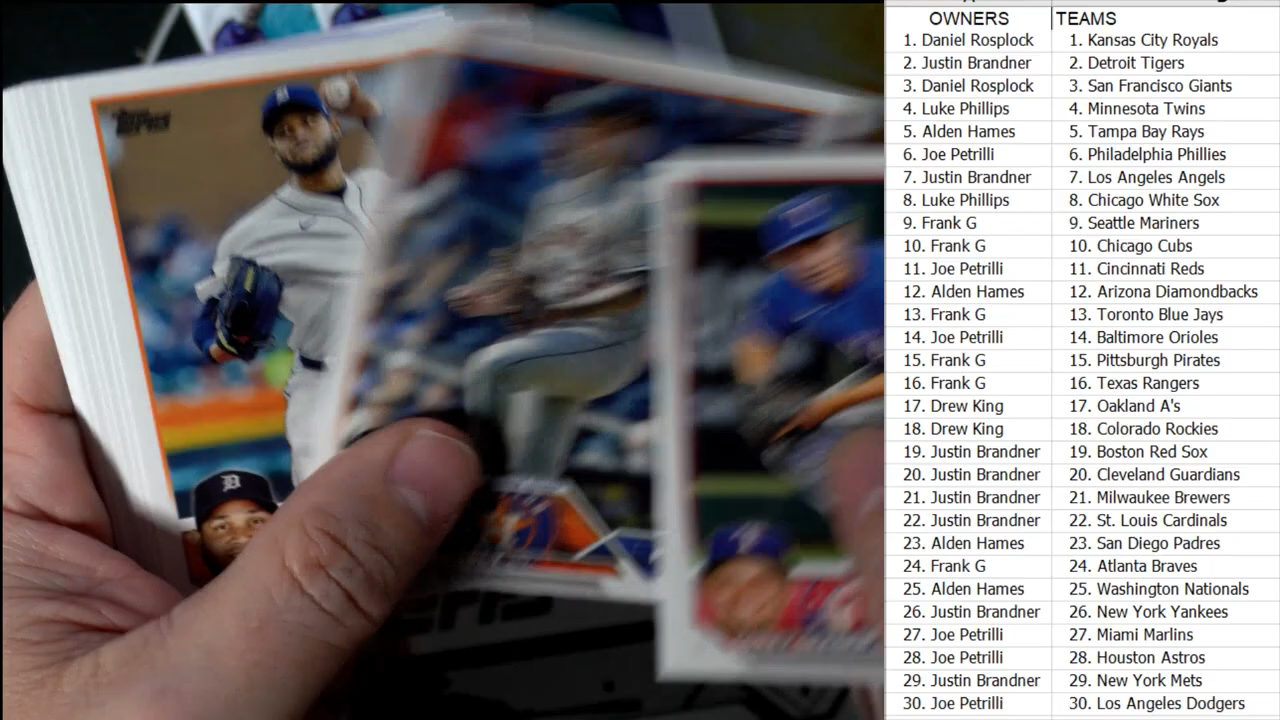 OWNERS TEAMS
1. Daniel Rosplock 1. Kansas City Royals
2. Justin Brandner 2. Detroit Tigers
3. Daniel Rosplock 3. San Francisco Giants
4. Luke Phillips 4. Minnesota Twins
5. Alden Hames 5. Tampa Bay Rays
6. Joe Petrilli 6. Philadelphia Phillies
7. Justin Brandner 7. Los Angeles Angels
8. Luke Phillips 8. Chicago White Sox
9. Frank G 9. Seattle Mariners
10. Frank G 10. Chicago Cubs
11. Joe Petrilli 11. Cincinnati Reds
12. Alden Hames 12. Arizona Diamondbacks
13. Frank G 13. Toronto Blue Jays
14. Joe Petrilli 14. Baltimore Orioles
15. Frank G 15. Pittsburgh Pirates
16. Frank G 16. Texas Rangers
17. Drew King 17. Oakland A's
18. Drew King 18. Colorado Rockies
19. Justin Brandner 19. Boston Red Sox
20. Justin Brandner 20. Cleveland Guardians
21. Justin Brandner 21. Milwaukee Brewers
22. Justin Brandner 22. St. Louis Cardinals
23. Alden Hames 23. San Diego Padres
24. Frank G 24. Atlanta Braves
25. Alden Hames 25. Washington Nationals
26. Justin Brandner 26. New York Yankees
27. Joe Petrilli 27. Miami Marlins
28. Joe Petrilli 28. Houston Astros
29. Justin Brandner 29. New York Mets
30. Joe Petrilli 30. Los Angeles Dodgers
Topps
D